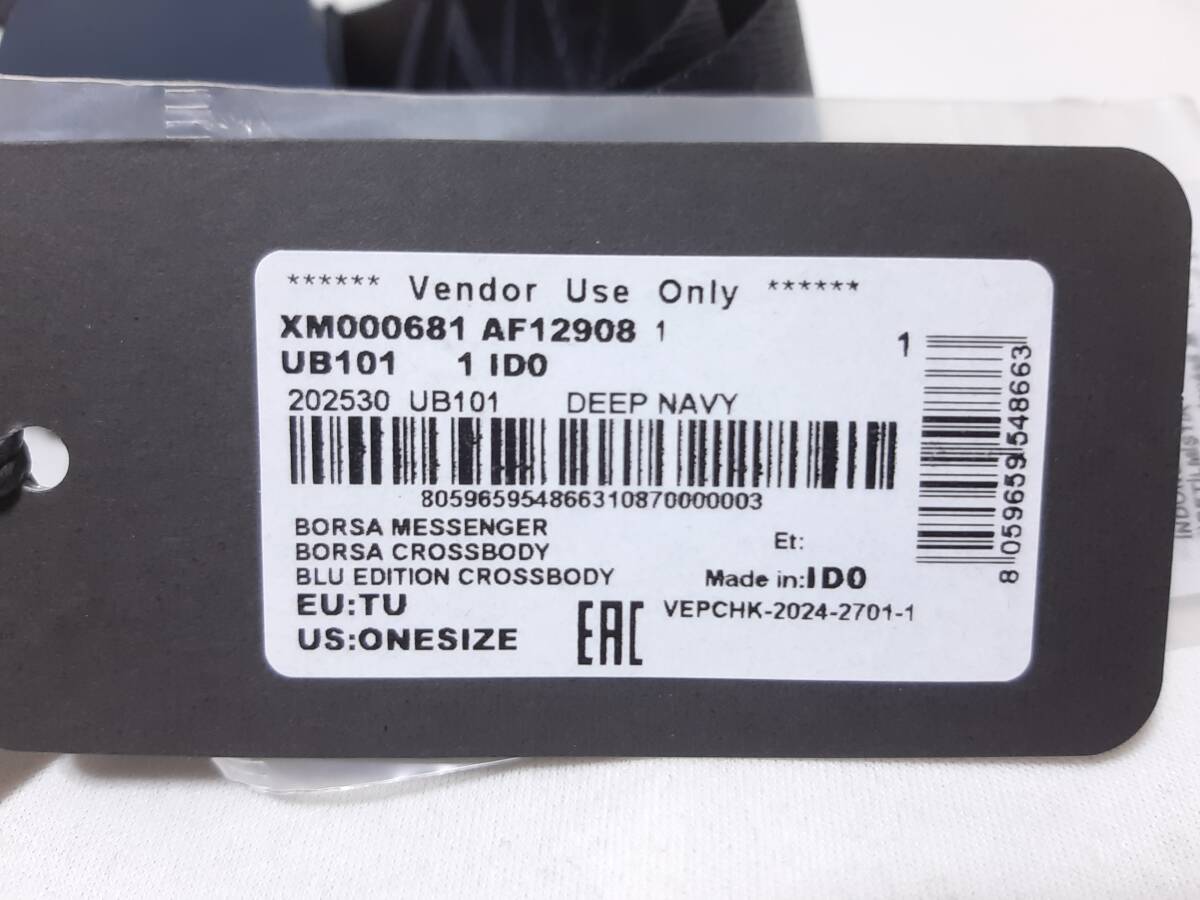 ****** Vendor Use Only ******
XM000681 AF12908 1
1
UB101 1 ID0
202530 UB101 DEEP NAVY
805965954866310870000003
8 059659 548663
BORSA MESSENGER
BORSA CROSSBODY
BLU EDITION CROSSBODY
Et:
Made in:ID0
EU:TU
VEPCHK-2024-2701-1
US:ONESIZE
EAC